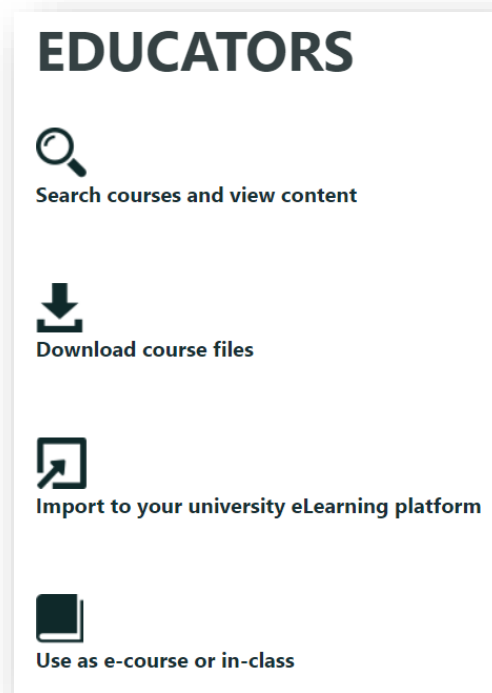 EDUCATORS
Search courses and view content
Download course files
Import to your university eLearning platform
Use as e-course or in-class